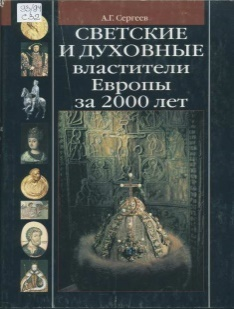 А.Г. Сергеев
СВЕТСКИЕ
И ДУХОВНЫЕ
властители
Европы
за 2000 лет